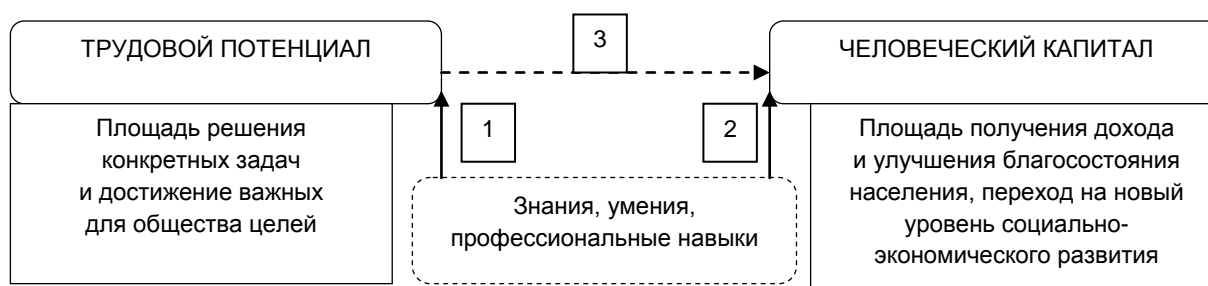 3
ТРУДОВОЙ ПОТЕНЦИАЛ
ЧЕЛОВЕЧЕСКИЙ КАПИТАЛ
Площадь решения
конкретных задач
и достижение важных
для общества целей
1
2
Знания, умения,
профессиональные навыки
Площадь получения дохода
и улучшения благосостояния
населения, переход на новый
уровень социально-
экономического развития